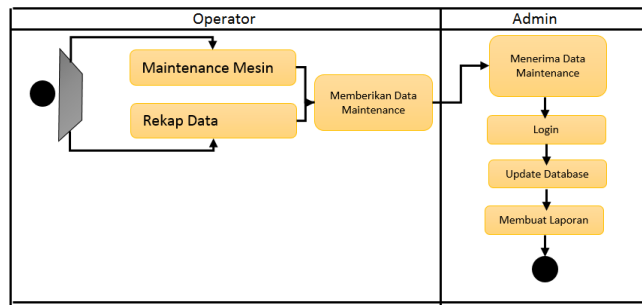 Operator
Admin
Maintenance Mesin
Rekap Data
Memberikan Data
Maintenance
Menerima Data
Maintenance
Login
Update Database
Membuat Laporan